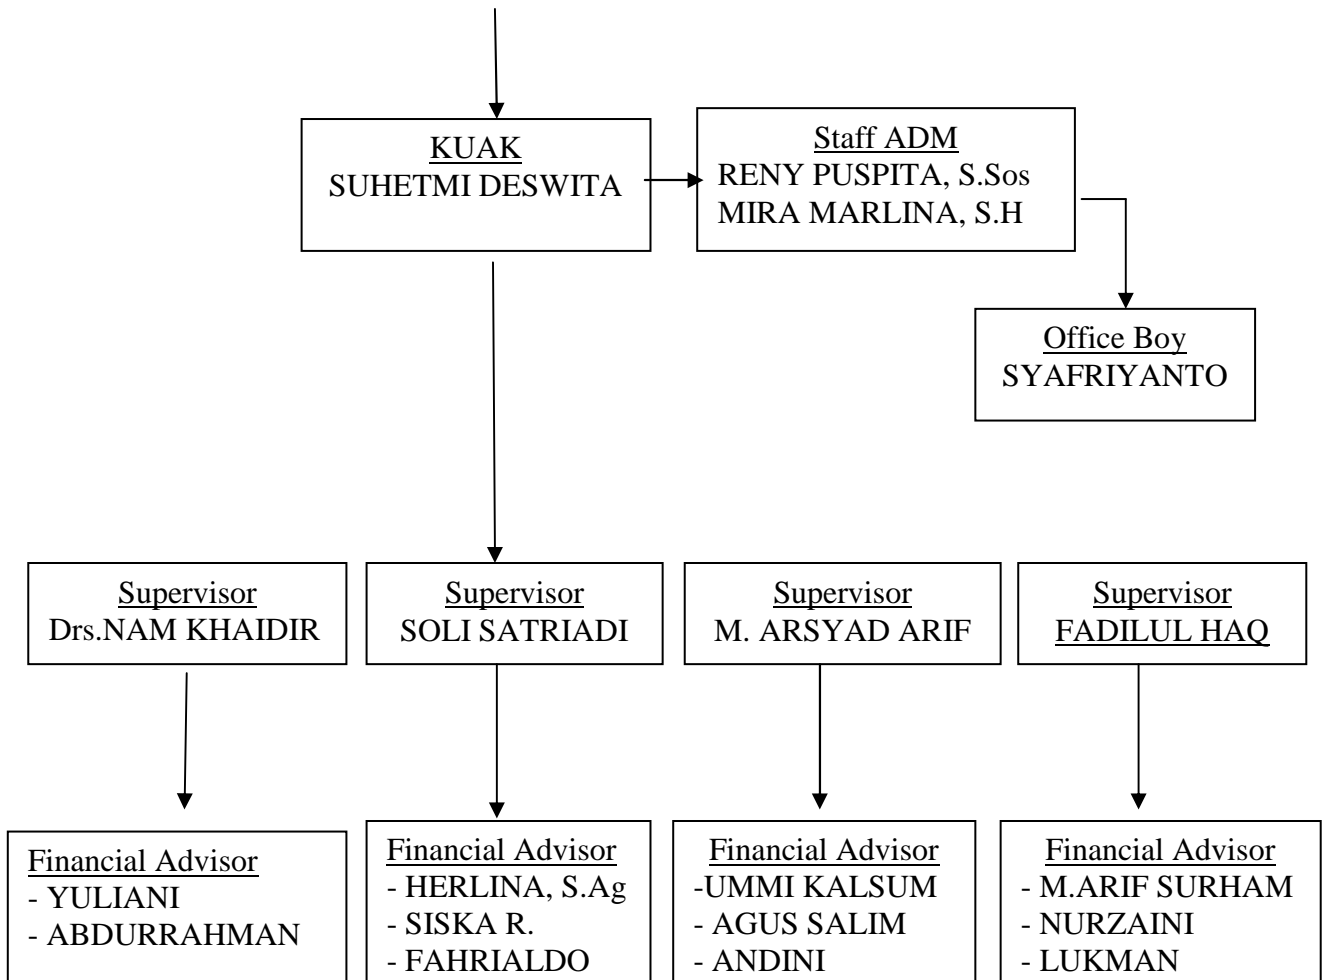 KUAK
SUHETMI DESWITA
Staff ADM
RENY PUSPITA, S.Sos
MIRA MARLINA, S.H
Office Boy
SYAFRIYANTO
Supervisor
Drs.NAM KHAIDIR
Supervisor
SOLI SATRIADI
Supervisor
M. ARSYAD ARIF
Supervisor
FADILUL HAQ
Financial Advisor
- YULIANI
- ABDURRAHMAN
Financial Advisor
- HERLINA, S.Ag
- SISKA R.
- FAHRIALDO
Financial Advisor
-UMMI KALSUM
- AGUS SALIM
- ANDINI
Financial Advisor
- M.ARIF SURHAM
- NURZAINI
- LUKMAN